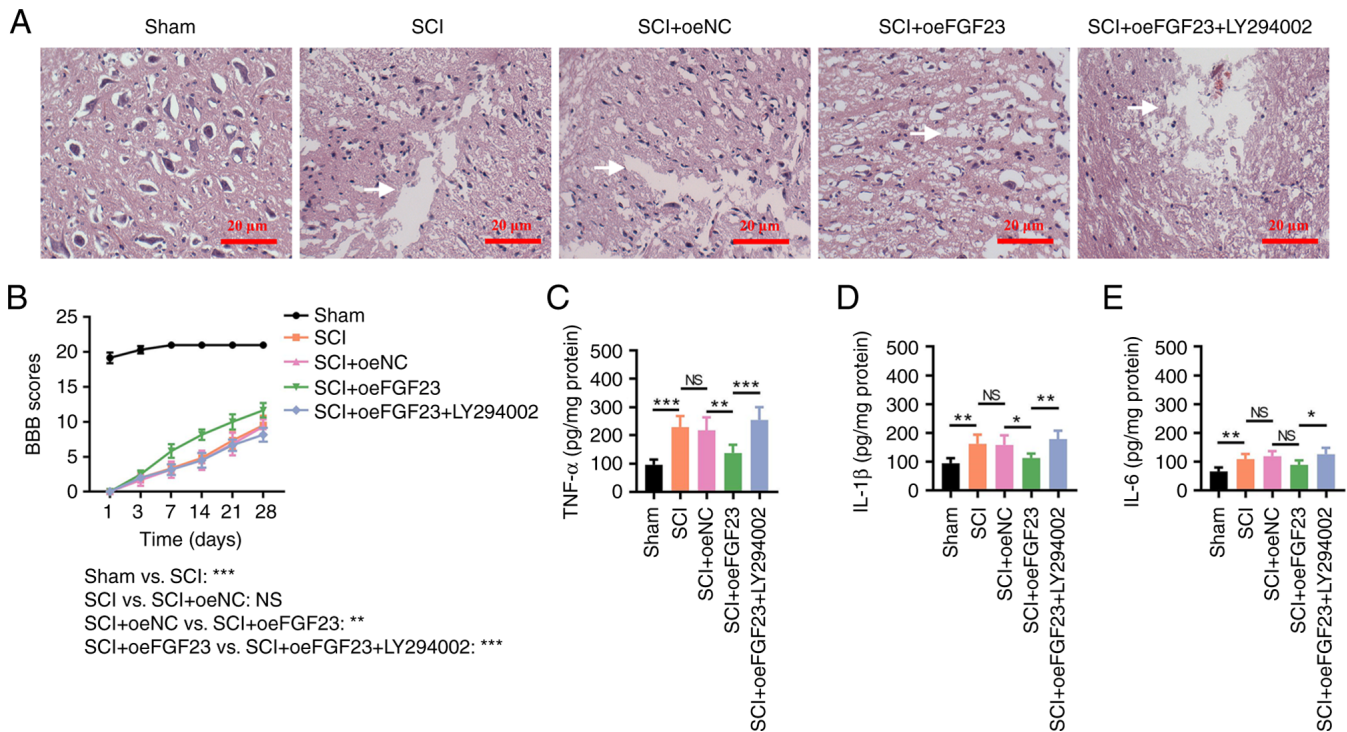 A
Sham
SCI
SCI+oeNC
SCI+oeFGF23
SCI+oeFGF23+LY294002
20 μm
20 μm
20 μm
20 μm
20 μm
B
BBB scores
25
20
15
10
5
0
1 3 7 14 21 28
Time (days)
Sham
SCI
SCI+oeNC
SCI+oeFGF23
SCI+oeFGF23+LY294002
Sham vs. SCI: ***
SCI vs. SCI+oeNC: NS
SCI+oeNC vs. SCI+oeFGF23: **
SCI+oeFGF23 vs. SCI+oeFGF23+LY294002: ***
C
TNF-α (pg/mg protein)
500
400
300
200
100
0
***
NS
**
***
Sham
SCI
SCI+oeNC
SCI+oeFGF23
SCI+oeFGF23+LY294002
D
IL-1β (pg/mg protein)
500
400
300
200
100
0
**
NS
*
**
Sham
SCI
SCI+oeNC
SCI+oeFGF23
SCI+oeFGF23+LY294002
E
IL-6 (pg/mg protein)
500
400
300
200
100
0
**
NS
NS
*
Sham
SCI
SCI+oeNC
SCI+oeFGF23
SCI+oeFGF23+LY294002